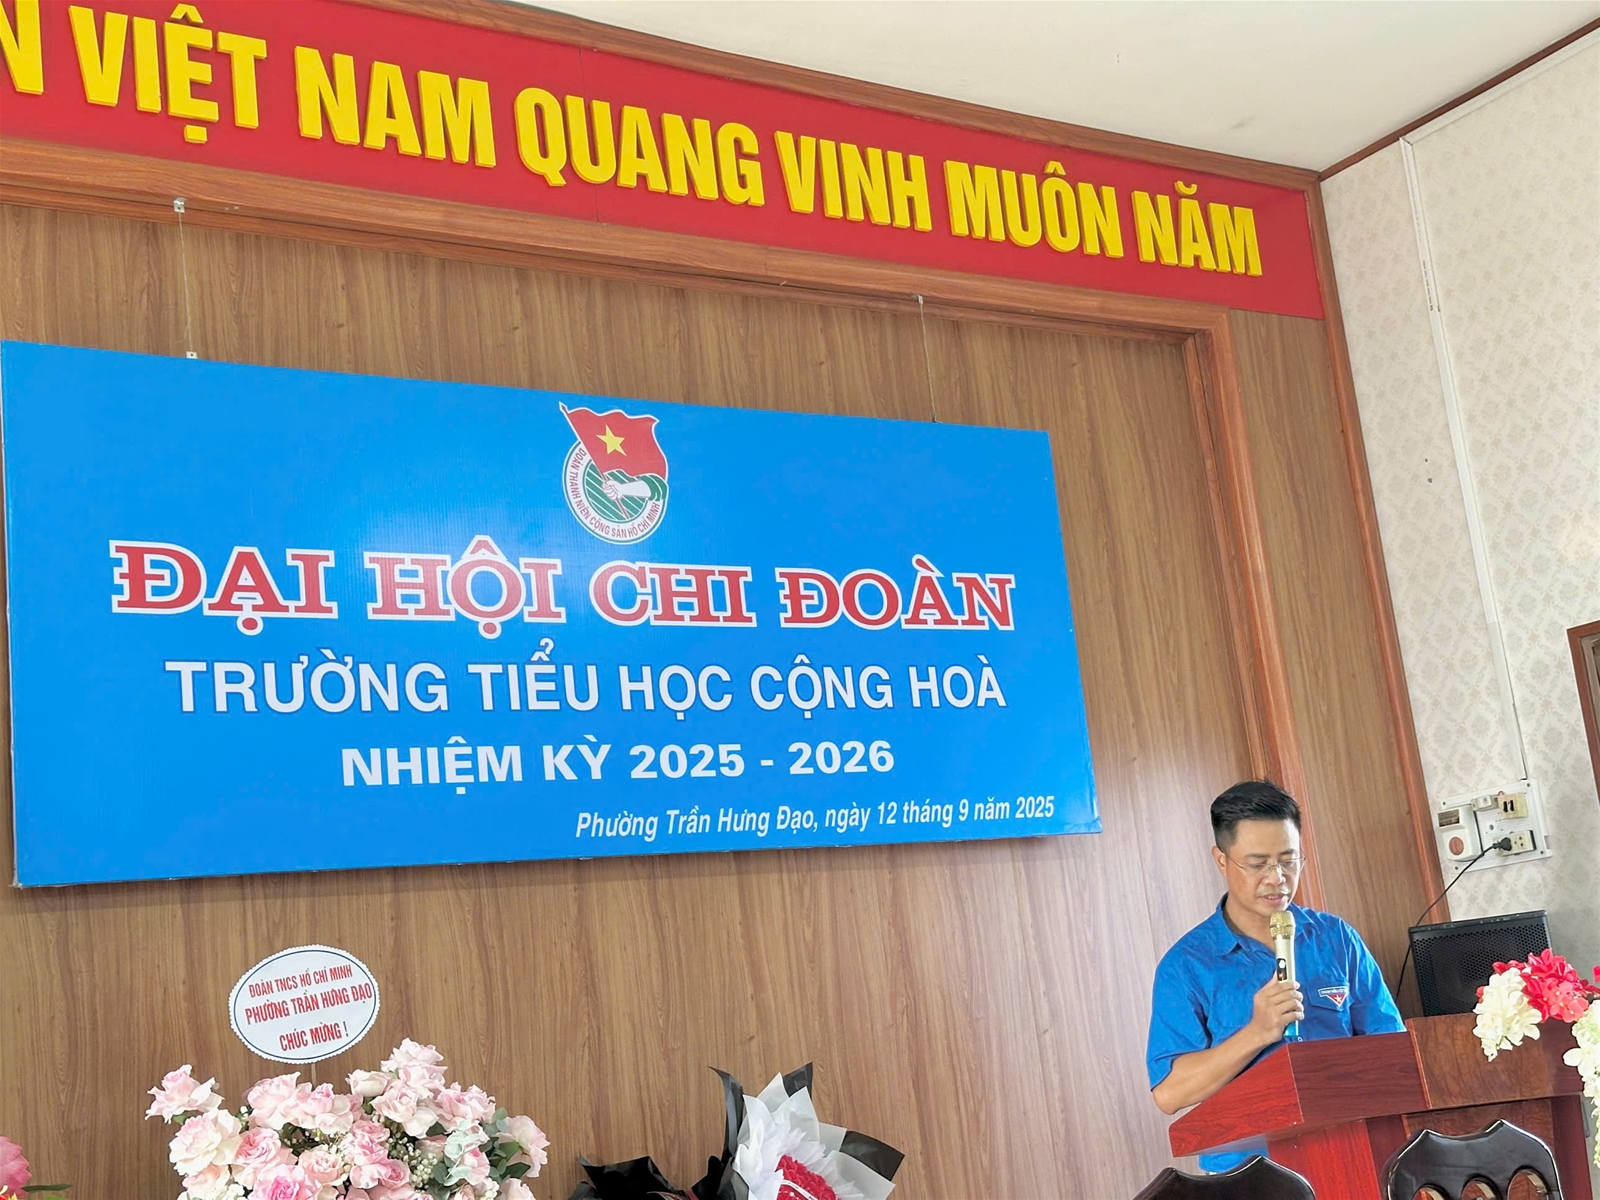 VIỆT NAM QUANG VINH MUÔN NĂM
ĐOÀN THANH NIÊN CỘNG SẢN HỒ CHÍ MINH
ĐẠI HỘI CHI ĐOÀN
TRƯỜNG TIỂU HỌC CỘNG HOÀ
NHIỆM KỲ 2025 - 2026
Phường Trần Hưng Đạo, ngày 12 tháng 9 năm 2025
ĐOÀN TNCS HỒ CHÍ MINH
PHƯỜNG TRẦN HƯNG ĐẠO
CHÚC MỪNG !